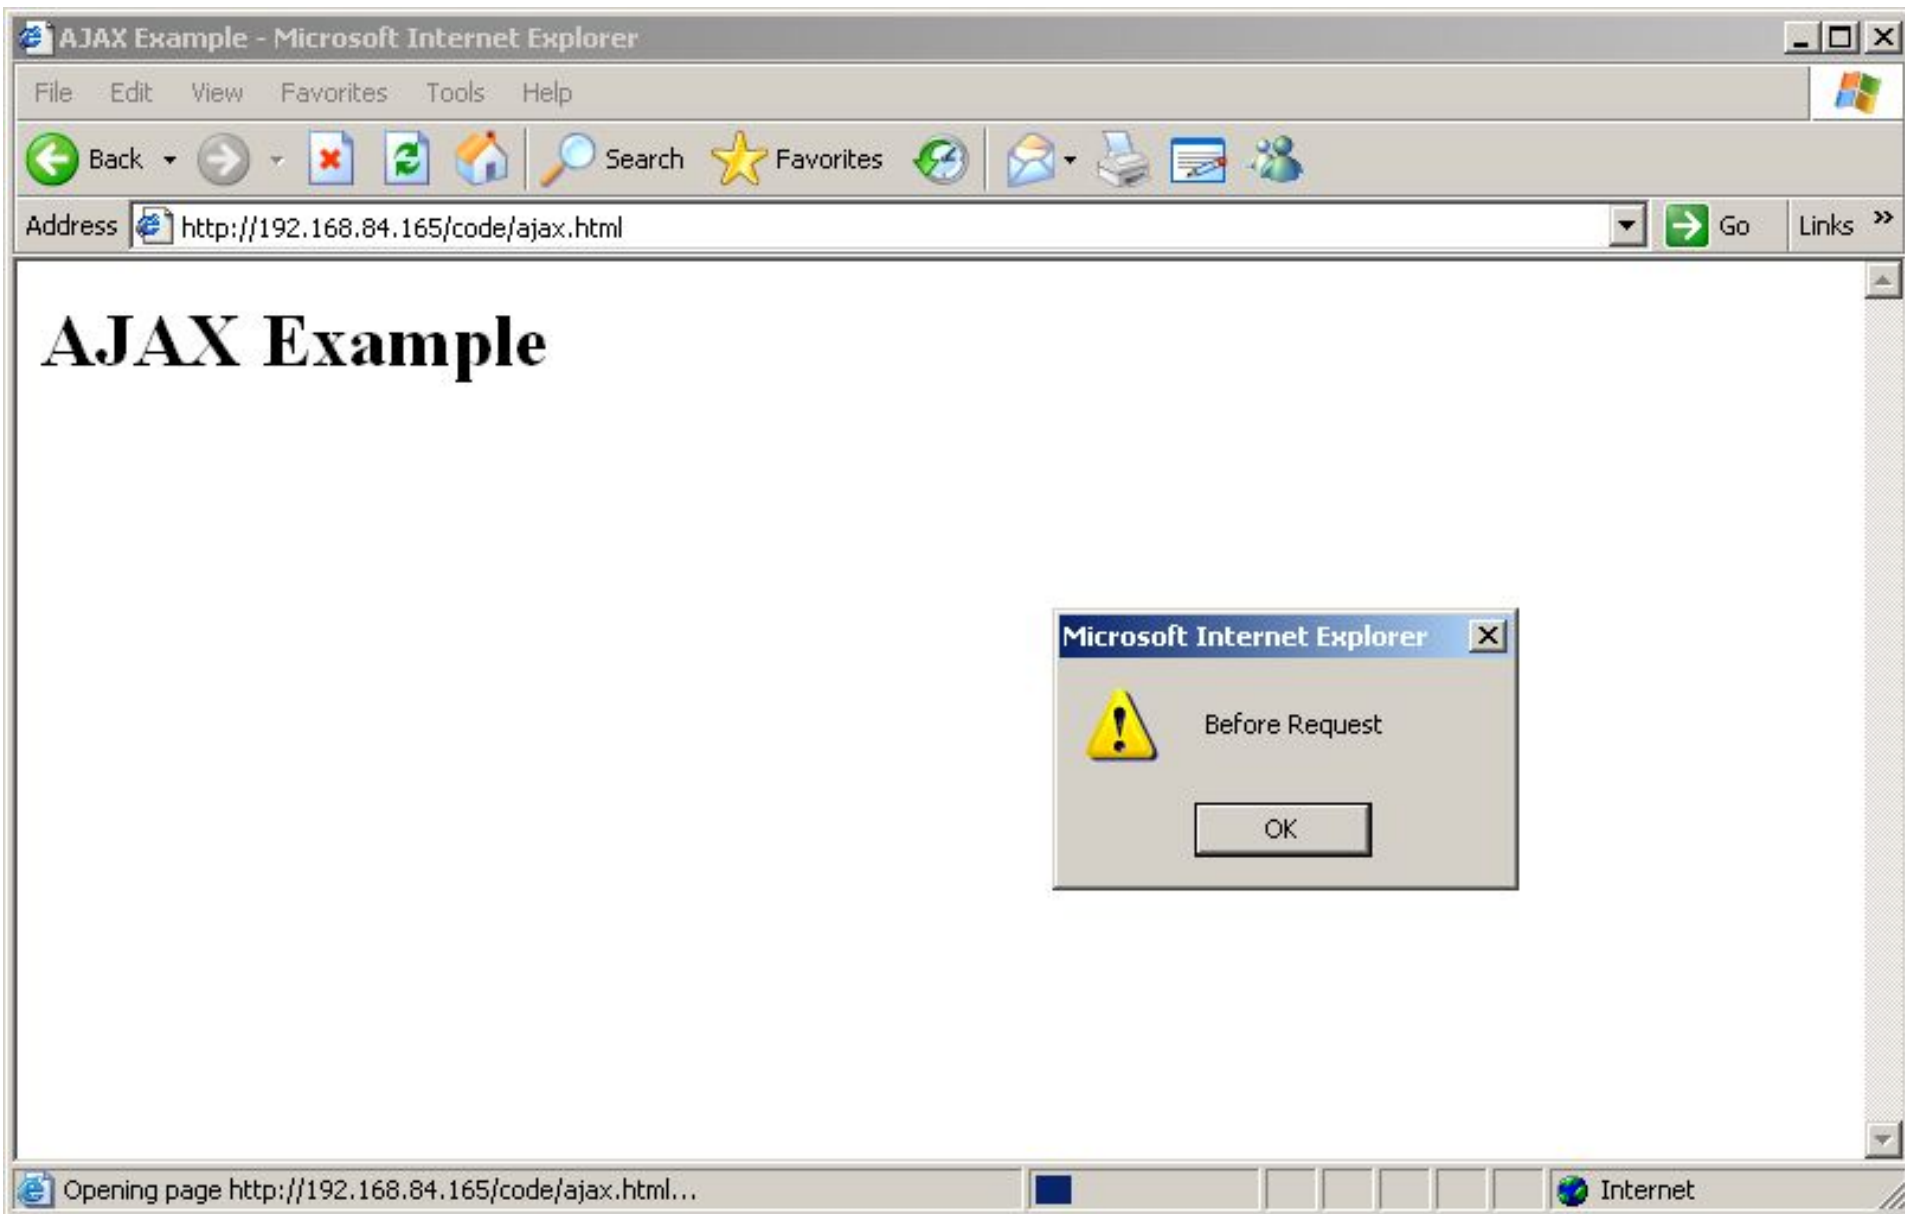 AJAX Example - Microsoft Internet Explorer
File Edit View Favorites Tools Help
Back Search Favorites
Address http://192.168.84.165/code/ajax.html Go Links »
AJAX Example
Microsoft Internet Explorer
Before Request
OK
Opening page http://192.168.84.165/code/ajax.html... Internet